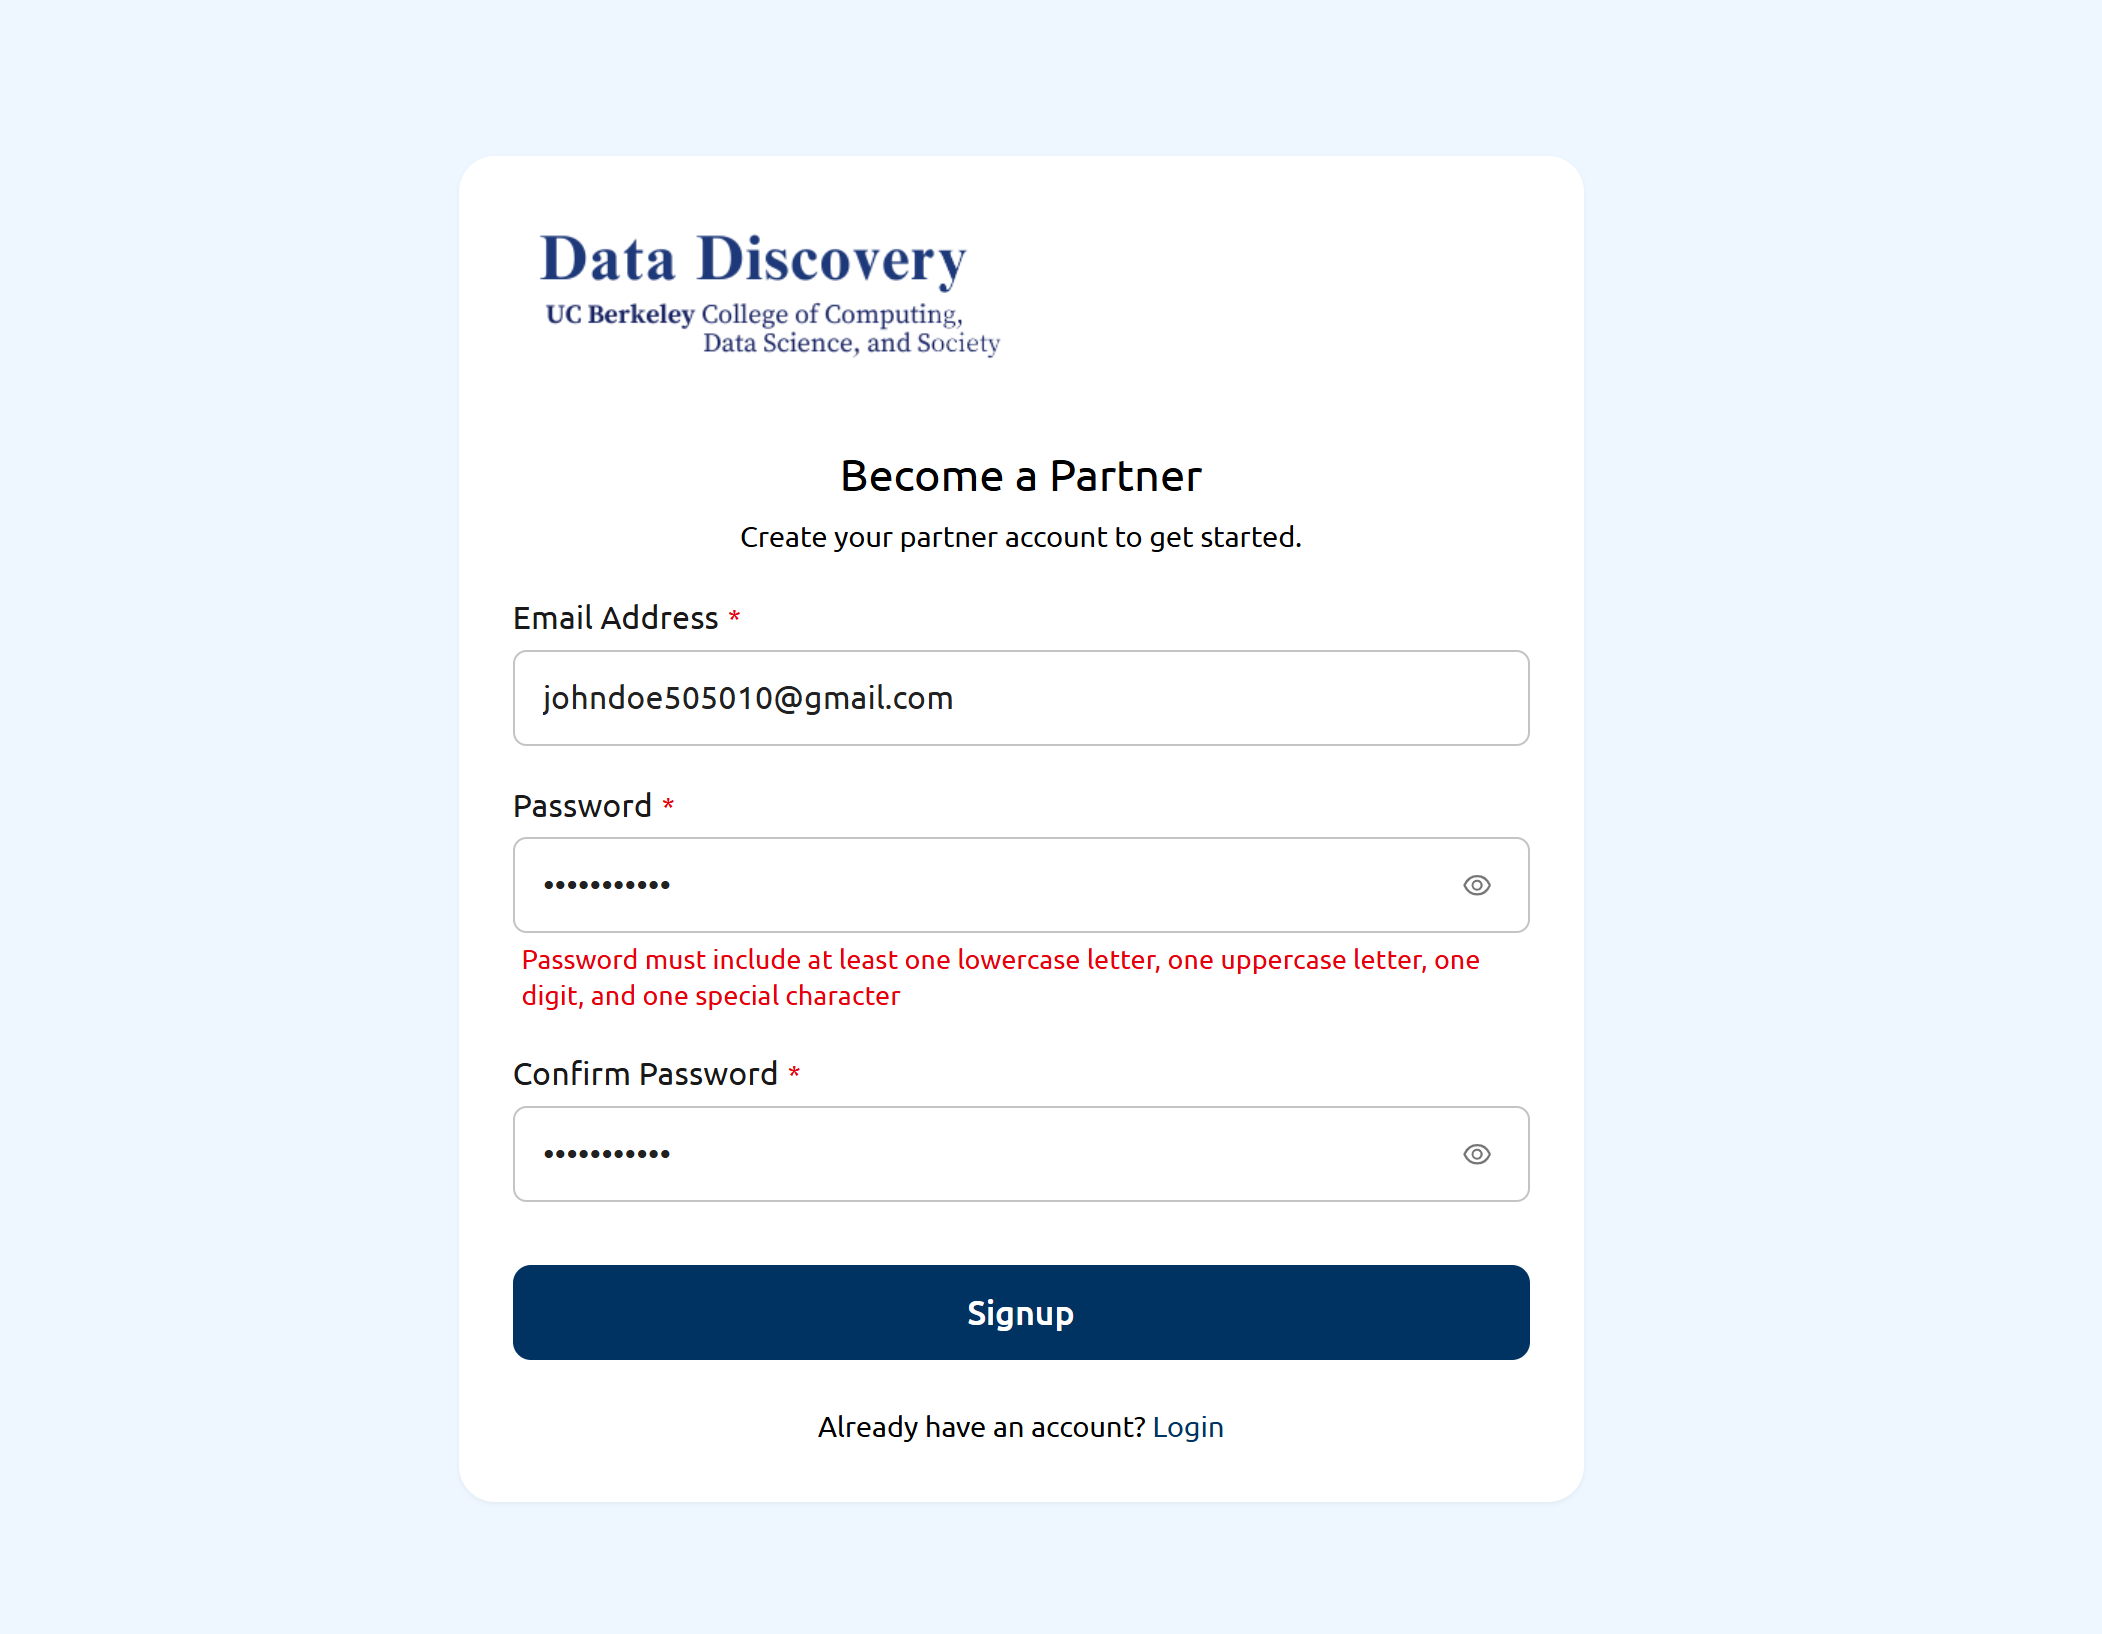 Data Discovery
UC Berkeley College of Computing,
Data Science, and Society
Become a Partner
Create your partner account to get started.
Email Address *
johndoe505010@gmail.com
Password *
•••••••••••
Password must include at least one lowercase letter, one uppercase letter, one
digit, and one special character
Confirm Password *
•••••••••••
Signup
Already have an account? Login